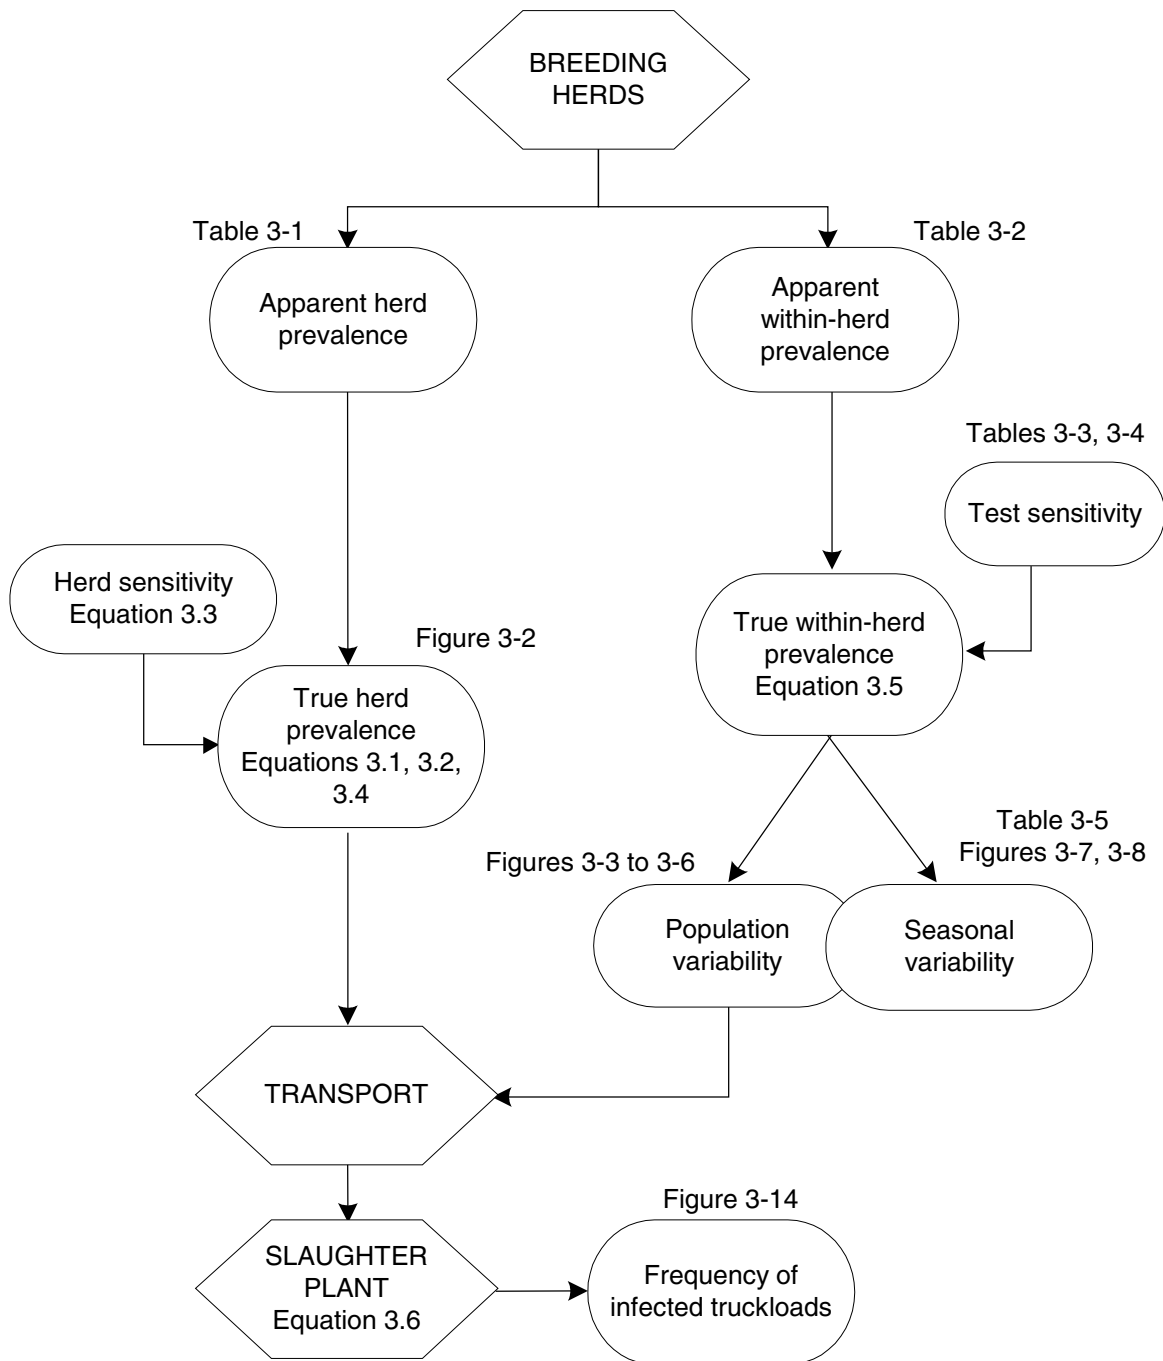 BREEDING
HERDS
Table 3-1
Table 3-2
Apparent herd
prevalence
Apparent
within-herd
prevalence
Tables 3-3, 3-4
Test sensitivity
Herd sensitivity
Equation 3.3
Figure 3-2
True within-herd
prevalence
Equation 3.5
True herd
prevalence
Equations 3.1, 3.2,
3.4
Figures 3-3 to 3-6
Table 3-5
Figures 3-7, 3-8
Population
variability
Seasonal
variability
TRANSPORT
Figure 3-14
SLAUGHTER
PLANT
Equation 3.6
Frequency of
infected truckloads